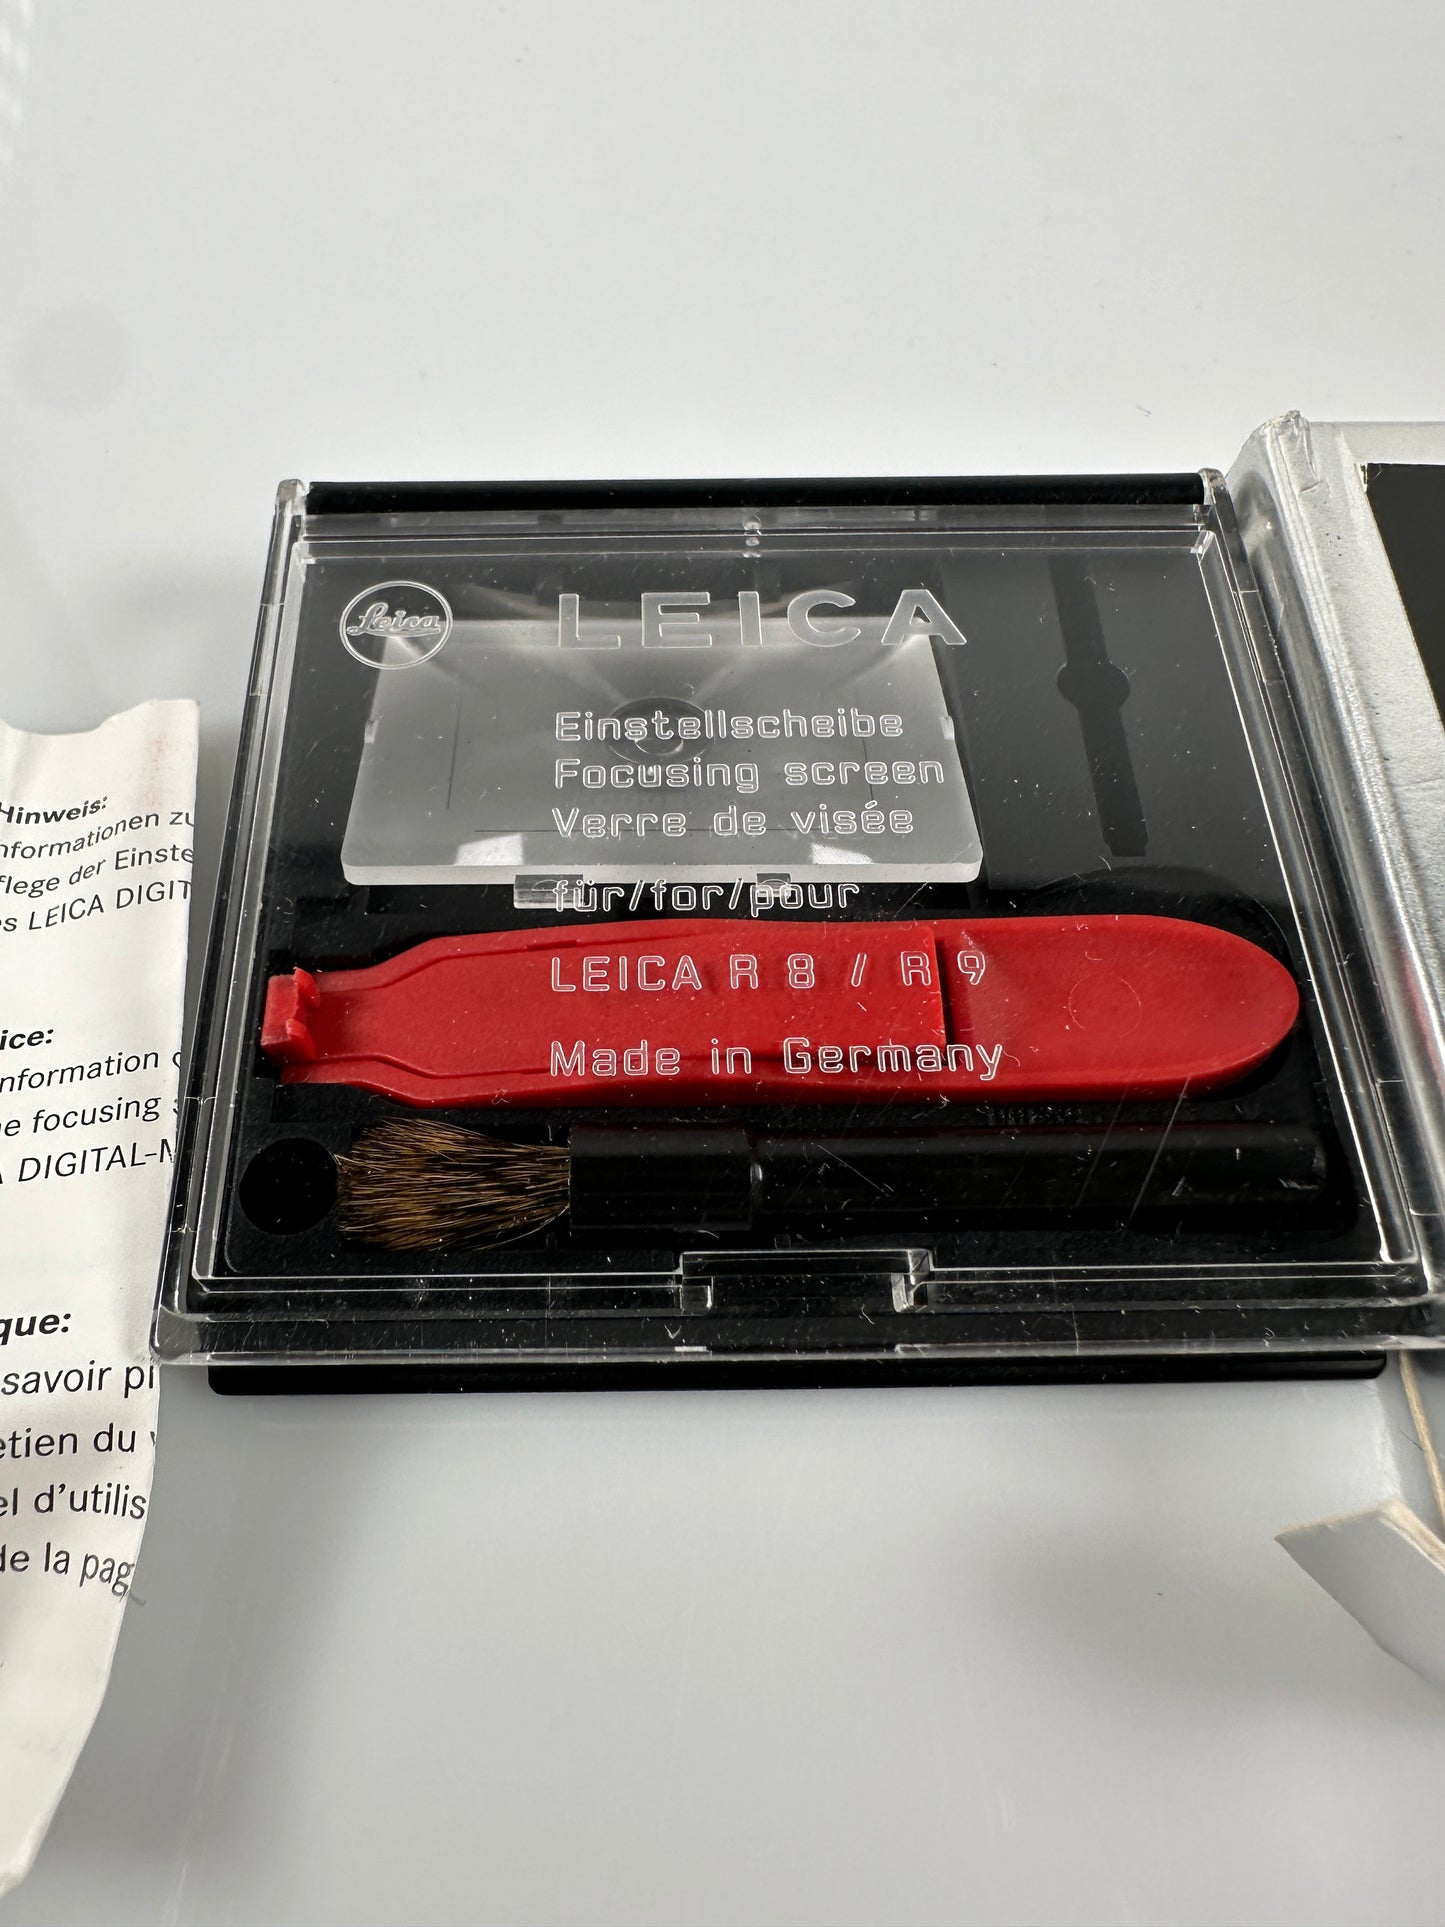 Leica
LEICA
Einstellscheibe
Focusing screen
Verre de visée
für/for/pour
LEICA R 8 / R 9
Made in Germany
Hinweis:
nformationen zu
flege der Einste
s LEICA DIGIT
ice:
nformation
e focusing
DIGITAL-M
que:
savoir pl
etien du
el d'utilis
de la pag